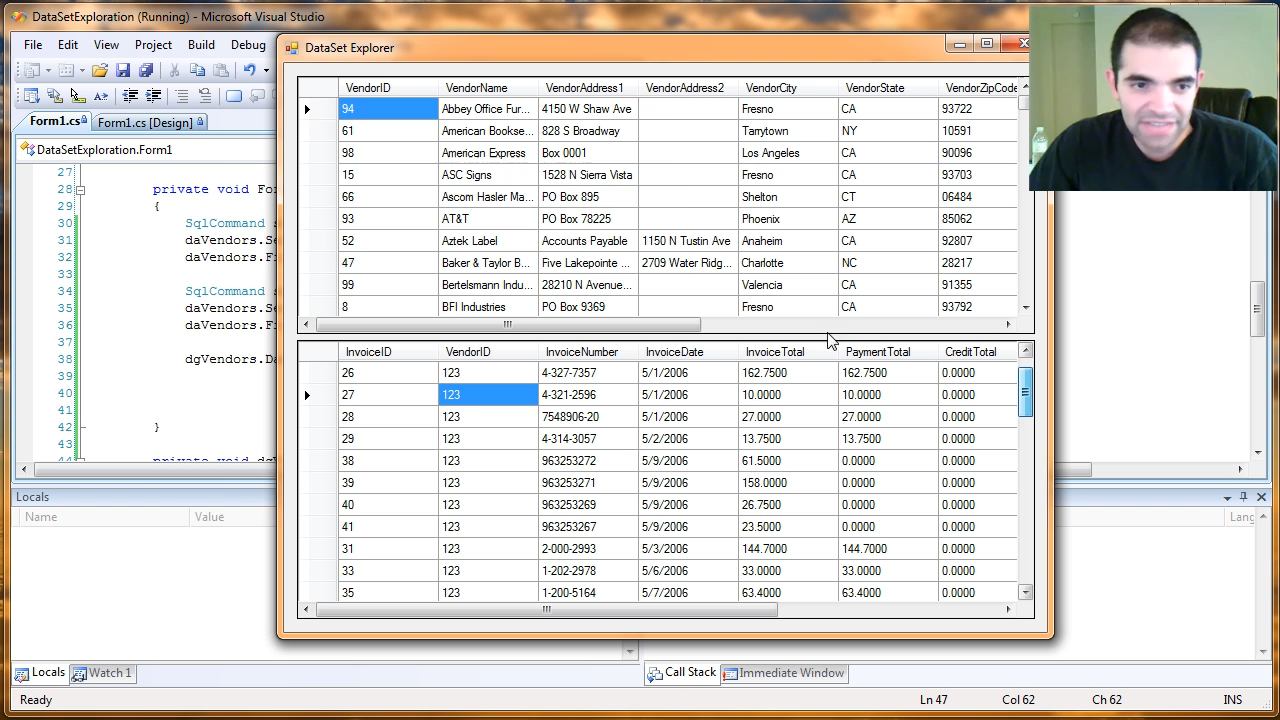 DataSetExploration (Running) - Microsoft Visual Studio
File Edit View Project Build Debug
Form1.cs Form1.cs [Design]
DataSetExploration.Form1
27
28 private void For
29 {
30 SqlCommand s
31 daVendors.Se
32 daVendors.Fi
33
34 SqlCommand s
35 daVendors.Se
36 daVendors.Fi
37
38 dgVendors.Da
39
40
41
42 }
43
44 private void dg
DataSet Explorer
VendorID VendorName VendorAddress1 VendorAddress2 VendorCity VendorState VendorZipCode
94 Abbey Office Fur... 4150 W Shaw Ave Fresno CA 93722
61 American Bookse... 828 S Broadway Tarrytown NY 10591
98 American Express Box 0001 Los Angeles CA 90096
15 ASC Signs 1528 N Sierra Vista Fresno CA 93703
66 Ascom Hasler Ma... PO Box 895 Shelton CT 06484
93 AT&T PO Box 78225 Phoenix AZ 85062
52 Aztek Label Accounts Payable 1150 N Tustin Ave Anaheim CA 92807
47 Baker & Taylor B... Five Lakepointe ... 2709 Water Ridg... Charlotte NC 28217
99 Bertelsmann Indu... 28210 N Avenue... Valencia CA 91355
8 BFI Industries PO Box 9369 Fresno CA 93792
InvoiceID VendorID InvoiceNumber InvoiceDate InvoiceTotal PaymentTotal CreditTotal
26 123 4-327-7357 5/1/2006 162.7500 162.7500 0.0000
27 123 4-321-2596 5/1/2006 10.0000 10.0000 0.0000
28 123 7548906-20 5/1/2006 27.0000 27.0000 0.0000
29 123 4-314-3057 5/2/2006 13.7500 13.7500 0.0000
38 123 963253272 5/9/2006 61.5000 0.0000 0.0000
39 123 963253271 5/9/2006 158.0000 0.0000 0.0000
40 123 963253269 5/9/2006 26.7500 0.0000 0.0000
41 123 963253267 5/9/2006 23.5000 0.0000 0.0000
31 123 2-000-2993 5/3/2006 144.7000 144.7000 0.0000
33 123 1-202-2978 5/6/2006 33.0000 33.0000 0.0000
35 123 1-200-5164 5/7/2006 63.4000 63.4000 0.0000
Locals
Name Value Lang
Locals Watch 1 Call Stack Immediate Window
Ready Ln 47 Col 62 Ch 62 INS